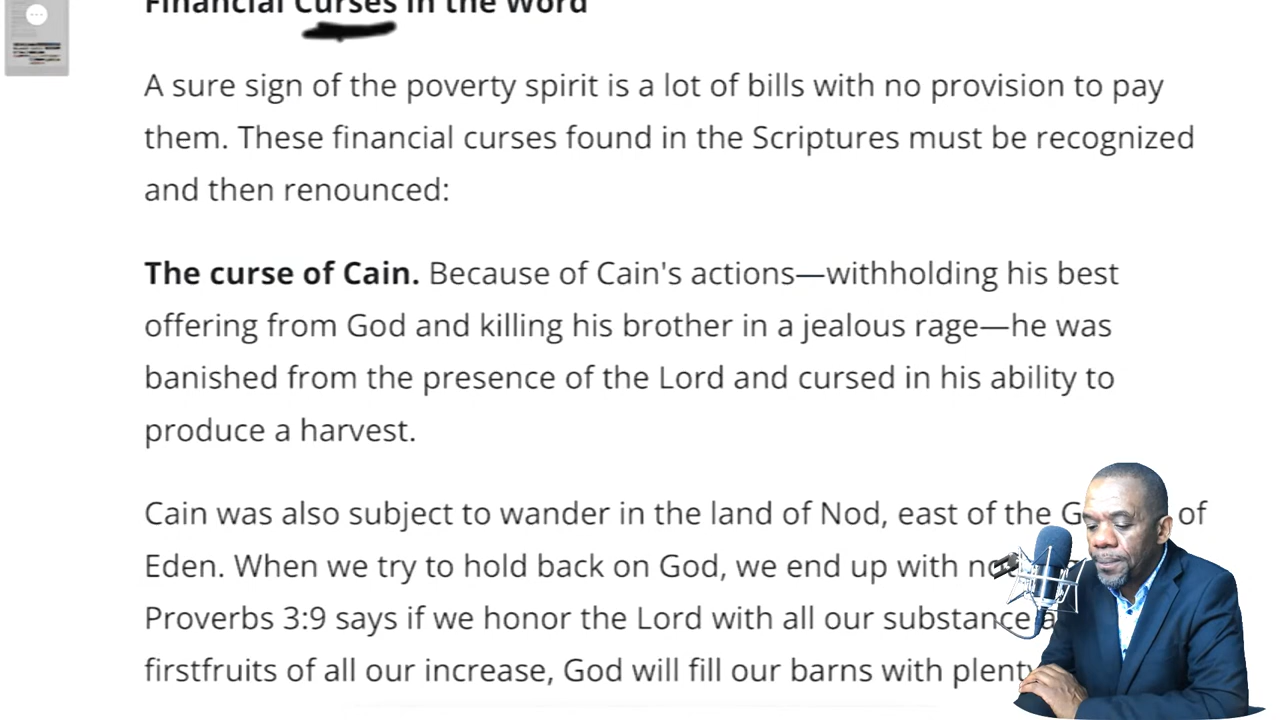 Financial Curses in the Word
A sure sign of the poverty spirit is a lot of bills with no provision to pay
them. These financial curses found in the Scriptures must be recognized
and then renounced:
The curse of Cain. Because of Cain's actions—withholding his best
offering from God and killing his brother in a jealous rage—he was
banished from the presence of the Lord and cursed in his ability to
produce a harvest.
Cain was also subject to wander in the land of Nod, east of the of
Eden. When we try to hold back on God, we end up with
Proverbs 3:9 says if we honor the Lord with all our substance
firstfruits of all our increase, God will fill our barns with plenty